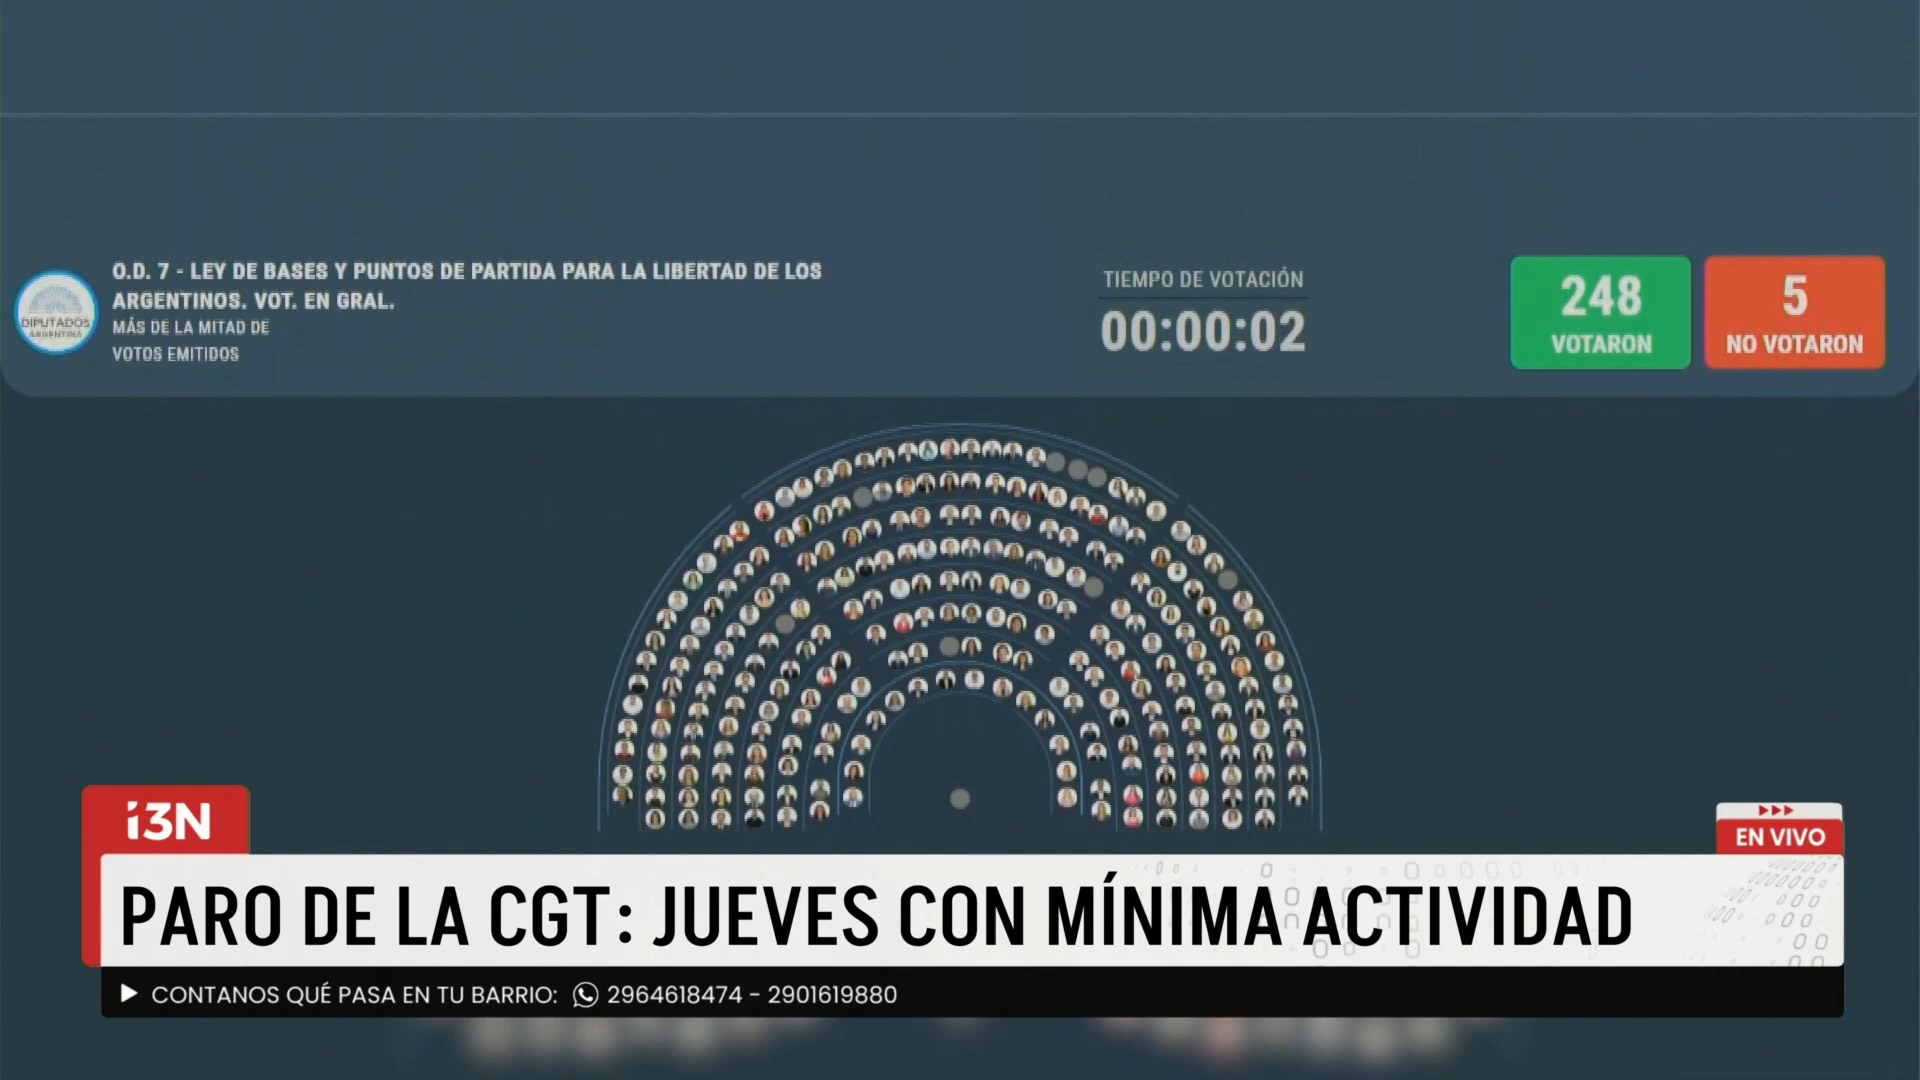 O.D. 7 - LEY DE BASES Y PUNTOS DE PARTIDA PARA LA LIBERTAD DE LOS
ARGENTINOS. VOT. EN GRAL.
MÁS DE LA MITAD DE
VOTOS EMITIDOS
DIPUTADOS
ARGENTINA
TIEMPO DE VOTACIÓN
00:00:02
248
VOTARON
5
NO VOTARON
i3N
EN VIVO
PARO DE LA CGT: JUEVES CON MÍNIMA ACTIVIDAD
CONTANOS QUÉ PASA EN TU BARRIO: 2964618474 - 2901619880